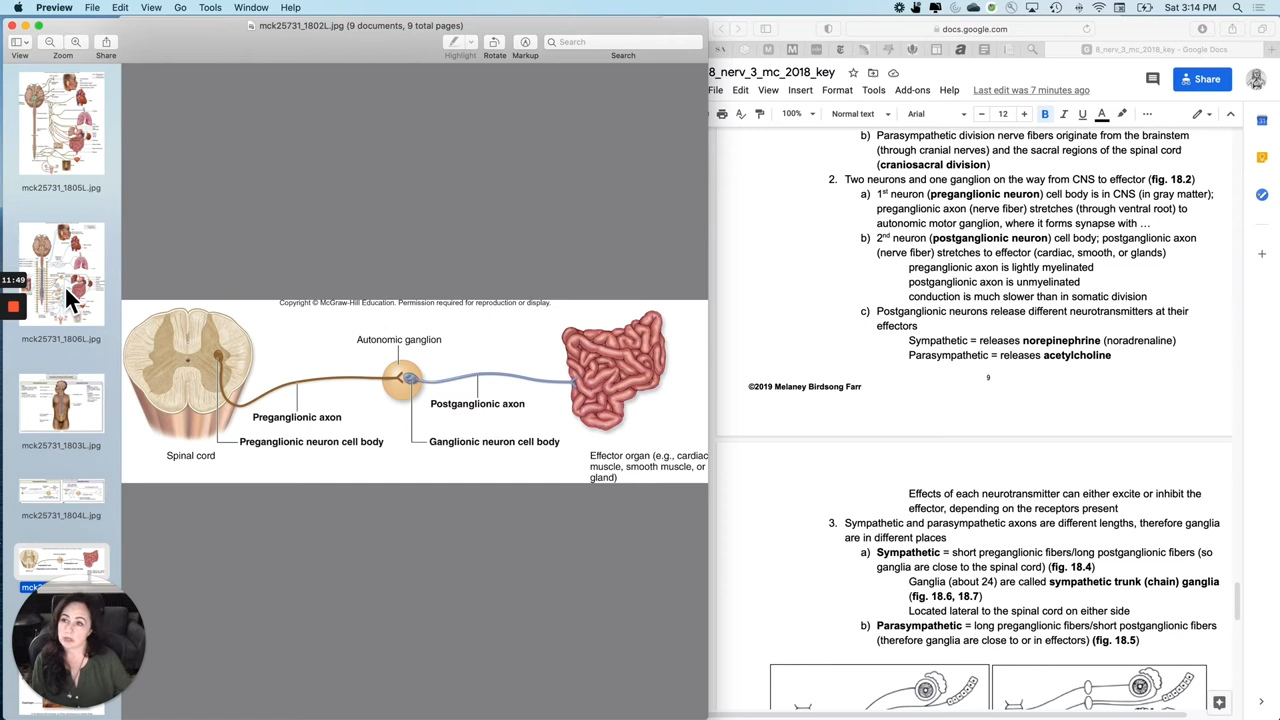 Preview File Edit View Go Tools Window Help
Sat 3:14 PM
mck25731_1802L.jpg (9 documents, 9 total pages)
View Zoom Share Highlight Rotate Markup Search
Search
mck25731_1805L.jpg
11:49
mck25731_1806L.jpg
mck25731_1803L.jpg
mck25731_1804L.jpg
Copyright © McGraw-Hill Education. Permission required for reproduction or display.
Autonomic ganglion
Preganglionic axon
Postganglionic axon
Preganglionic neuron cell body
Ganglionic neuron cell body
Spinal cord
Effector organ (e.g., cardiac
muscle, smooth muscle, or
gland)
docs.google.com
8_nerv_3_mc_2018_key - Google Docs
8_nerv_3_mc_2018_key
File Edit View Insert Format Tools Add-ons Help Last edit was 7 minutes ago
Share
100% Normal text Arial 12 B I U A
b) Parasympathetic division nerve fibers originate from the brainstem
(through cranial nerves) and the sacral regions of the spinal cord
(craniosacral division)
2. Two neurons and one ganglion on the way from CNS to effector (fig. 18.2)
a) 1st neuron (preganglionic neuron) cell body is in CNS (in gray matter);
preganglionic axon (nerve fiber) stretches (through ventral root) to
autonomic motor ganglion, where it forms synapse with ...
b) 2nd neuron (postganglionic neuron) cell body; postganglionic axon
(nerve fiber) stretches to effector (cardiac, smooth, or glands)
preganglionic axon is lightly myelinated
postganglionic axon is unmyelinated
conduction is much slower than in somatic division
c) Postganglionic neurons release different neurotransmitters at their
effectors
Sympathetic = releases norepinephrine (noradrenaline)
Parasympathetic = releases acetylcholine
9
©2019 Melaney Birdsong Farr
Effects of each neurotransmitter can either excite or inhibit the
effector, depending on the receptors present
3. Sympathetic and parasympathetic axons are different lengths, therefore ganglia
are in different places
a) Sympathetic = short preganglionic fibers/long postganglionic fibers (so
ganglia are close to the spinal cord) (fig. 18.4)
Ganglia (about 24) are called sympathetic trunk (chain) ganglia
(fig. 18.6, 18.7)
Located lateral to the spinal cord on either side
b) Parasympathetic = long preganglionic fibers/short postganglionic fibers
(therefore ganglia are close to or in effectors) (fig. 18.5)